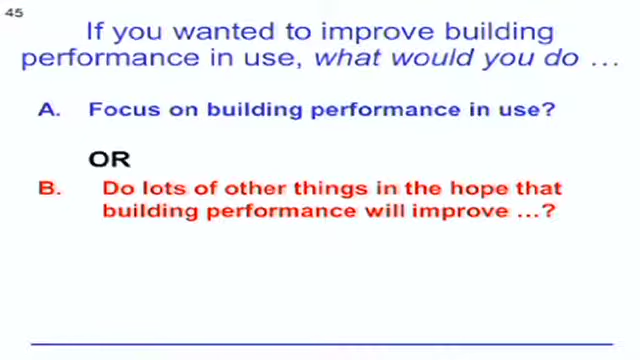 45
If you wanted to improve building
performance in use, what would you do …
A. Focus on building performance in use?
OR
B. Do lots of other things in the hope that
building performance will improve …?